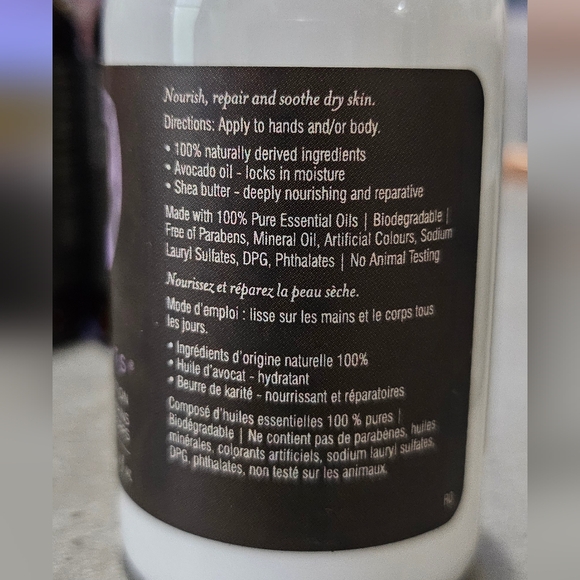 Nourish, repair and soothe dry skin.
Directions: Apply to hands and/or body.
• 100% naturally derived ingredients
• Avocado oil - locks in moisture
• Shea butter - deeply nourishing and reparative
Made with 100% Pure Essential Oils | Biodegradable |
Free of Parabens, Mineral Oil, Artificial Colours, Sodium
Lauryl Sulfates, DPG, Phthalates | No Animal Testing
Nourissez et réparez la peau sèche.
Mode d'emploi : lisse sur les mains et le corps tous
les jours.
• Ingrédients d'origine naturelle 100%
• Huile d'avocat - hydratant
• Beurre de karité - nourrissant et réparatoires
Composé d'huiles essentielles 100 % pures |
Biodégradable | Ne contient pas de parabènes, huiles
minérales, colorants artificiels, sodium lauryl sulfates,
DPG, phthalates, non testé sur les animaux.